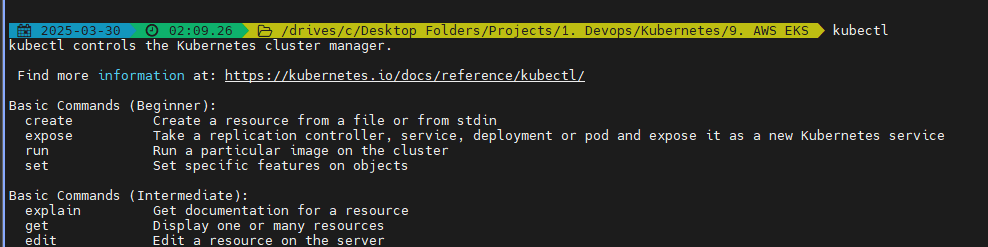 2025-03-30 02:09.26 /drives/c/Desktop Folders/Projects/1. Devops/Kubernetes/9. AWS EKS kubectl
kubectl controls the Kubernetes cluster manager.
Find more information at: https://kubernetes.io/docs/reference/kubectl/
Basic Commands (Beginner):
create Create a resource from a file or from stdin
expose Take a replication controller, service, deployment or pod and expose it as a new Kubernetes service
run Run a particular image on the cluster
set Set specific features on objects
Basic Commands (Intermediate):
explain Get documentation for a resource
get Display one or many resources
edit Edit a resource on the server